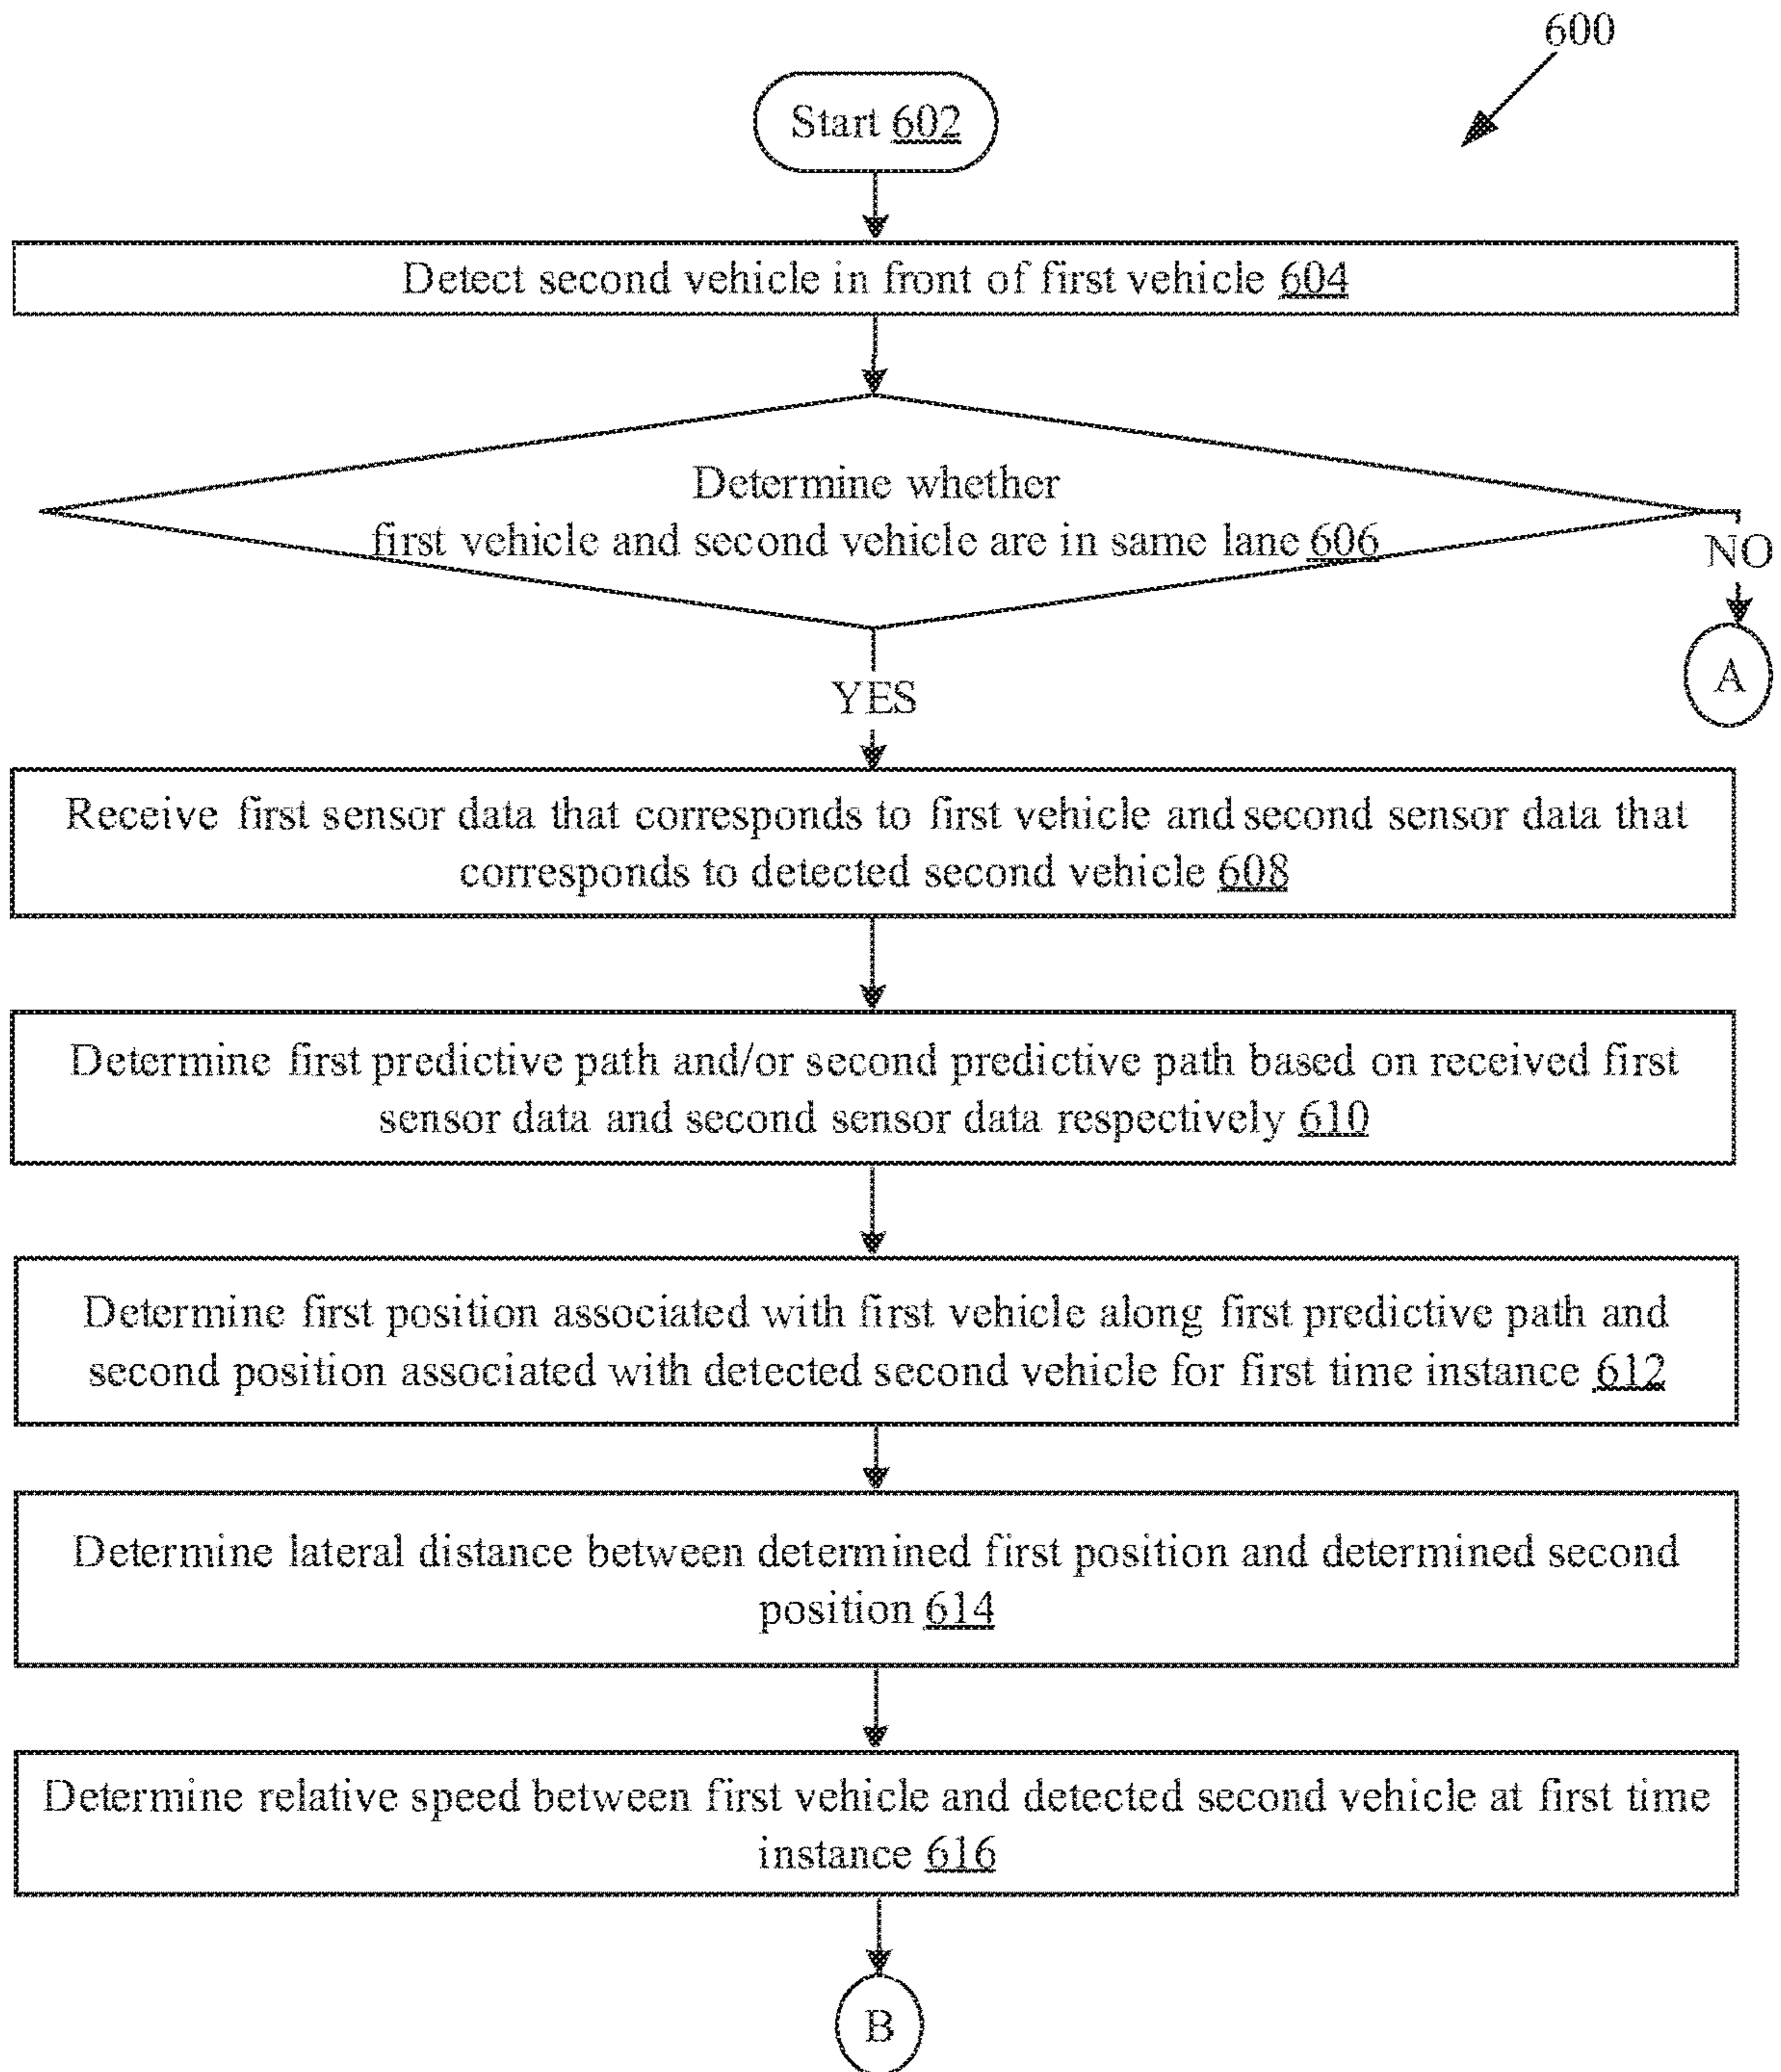 600
Start 602
Detect second vehicle in front of first vehicle 604
Determine whether
first vehicle and second vehicle are in same lane 606
NO
A
YES
Receive first sensor data that corresponds to first vehicle and second sensor data that
corresponds to detected second vehicle 608
Determine first predictive path and/or second predictive path based on received first
sensor data and second sensor data respectively 610
Determine first position associated with first vehicle along first predictive path and
second position associated with detected second vehicle for first time instance 612
Determine lateral distance between determined first position and determined second
position 614
Determine relative speed between first vehicle and detected second vehicle at first time
instance 616
B